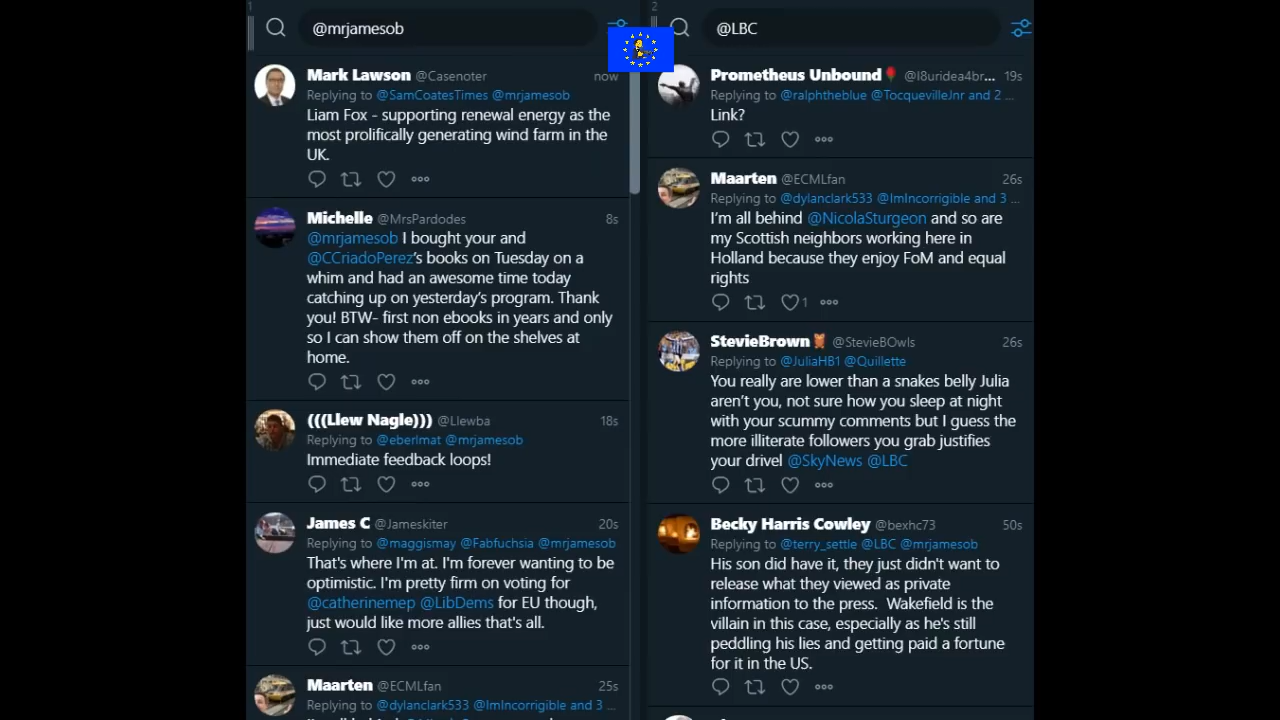 1
@mrjamesob
Mark Lawson @Casenoter now
Replying to @SamCoatesTimes @mrjamesob
Liam Fox - supporting renewal energy as the
most prolifically generating wind farm in the
UK.
Michelle @MrsPardodes 8s
@mrjamesob I bought your and
@CCriadoPerez's books on Tuesday on a
whim and had an awesome time today
catching up on yesterday's program. Thank
you! BTW- first non ebooks in years and only
so I can show them off on the shelves at
home.
(((Llew Nagle))) @Llewba 18s
Replying to @eberlmat @mrjamesob
Immediate feedback loops!
James C @Jameskiter 20s
Replying to @maggismay @Fabfuchsia @mrjamesob
That's where I'm at. I'm forever wanting to be
optimistic. I'm pretty firm on voting for
@catherinemep @LibDems for EU though,
just would like more allies that's all.
Maarten @ECMLfan 25s
Replying to @dylanclark533 @ImIncorrigible and 3 ...
2
@LBC
Prometheus Unbound @I8uridea4br... 19s
Replying to @ralphtheblue @TocquevilleJnr and 2 ...
Link?
Maarten @ECMLfan 26s
Replying to @dylanclark533 @ImIncorrigible and 3 ...
I'm all behind @NicolaSturgeon and so are
my Scottish neighbors working here in
Holland because they enjoy FoM and equal
rights
1
StevieBrown @StevieBOwls 26s
Replying to @JuliaHB1 @Quillette
You really are lower than a snakes belly Julia
aren't you, not sure how you sleep at night
with your scummy comments but I guess the
more illiterate followers you grab justifies
your drivel @SkyNews @LBC
Becky Harris Cowley @bexhc73 50s
Replying to @terry_settle @LBC @mrjamesob
His son did have it, they just didn't want to
release what they viewed as private
information to the press. Wakefield is the
villain in this case, especially as he's still
peddling his lies and getting paid a fortune
for it in the US.